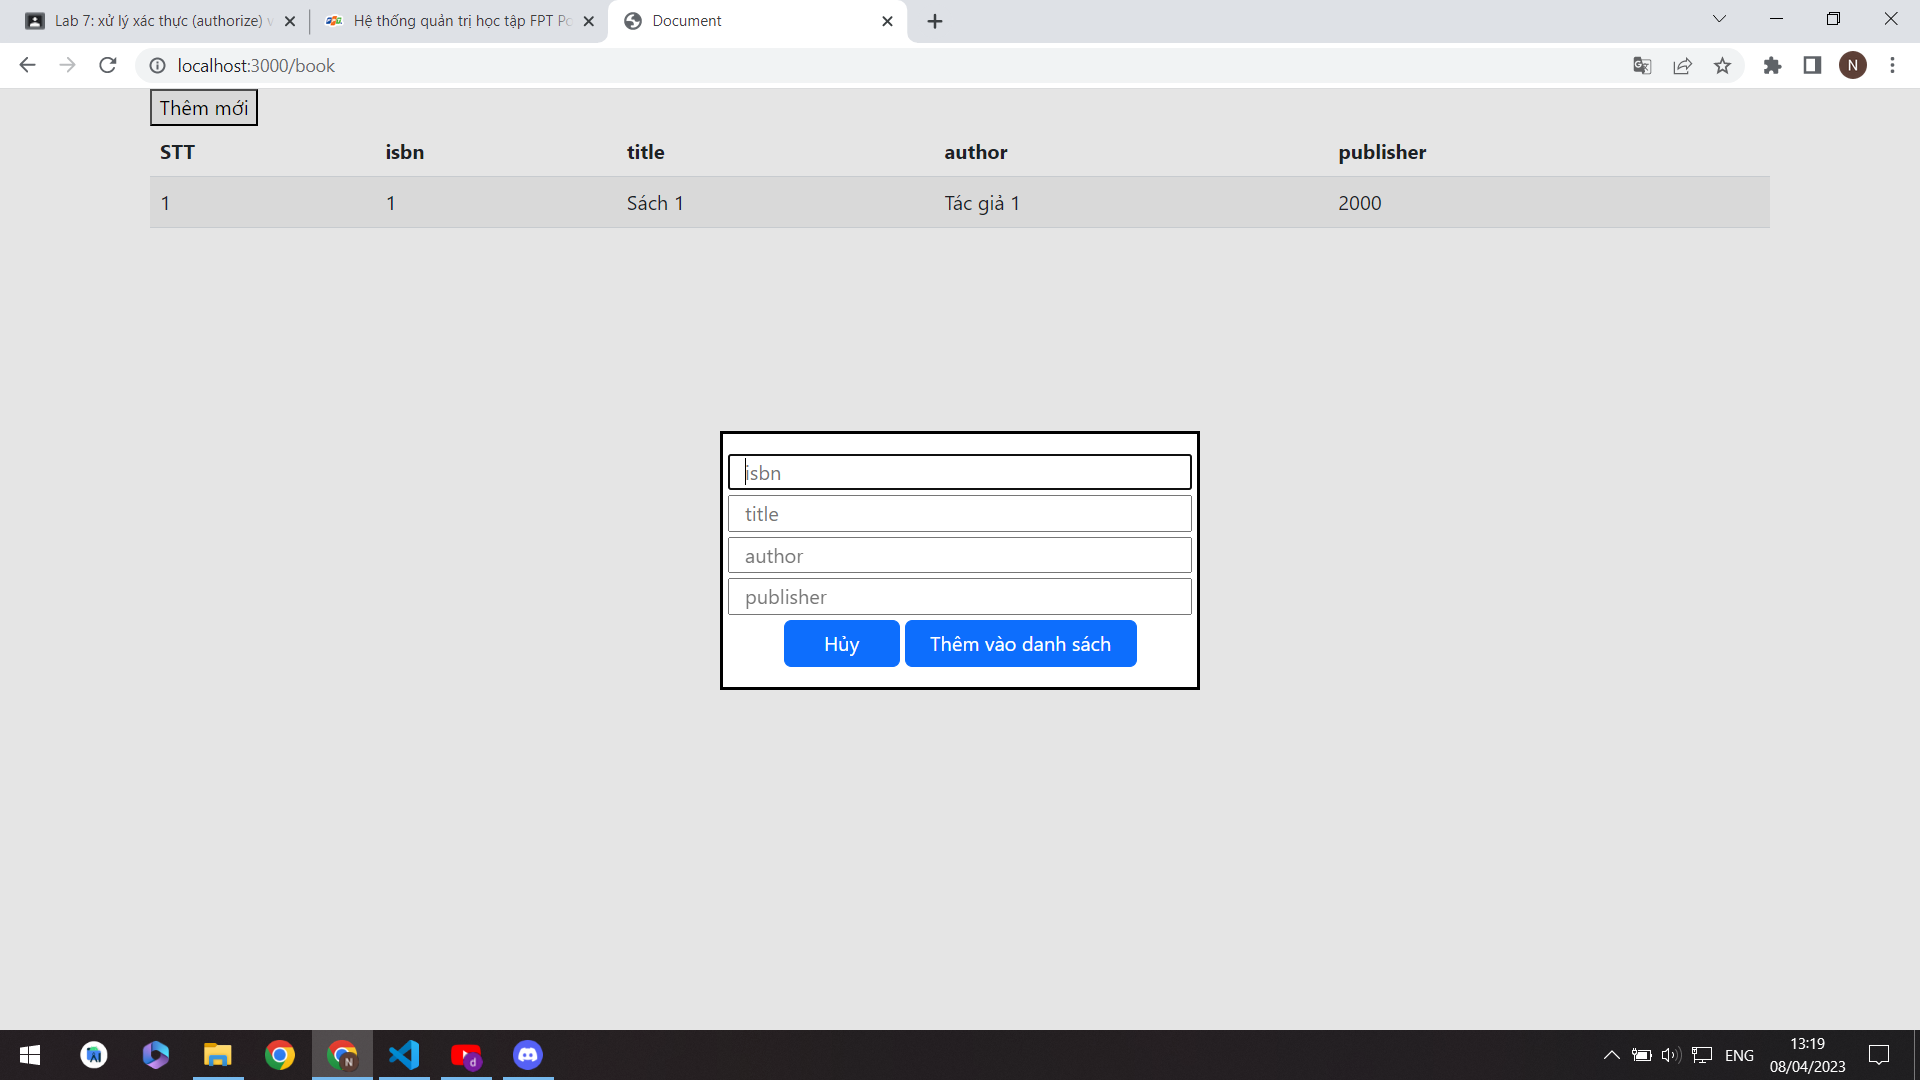 Lab 7: xử lý xác thực (authorize) v
Hệ thống quản trị học tập FPT Po
Document
localhost:3000/book
N
Thêm mới
STT isbn title author publisher
1 1 Sách 1 Tác giả 1 2000
isbn
title
author
publisher
Hủy Thêm vào danh sách
N
d
ENG
13:19
08/04/2023